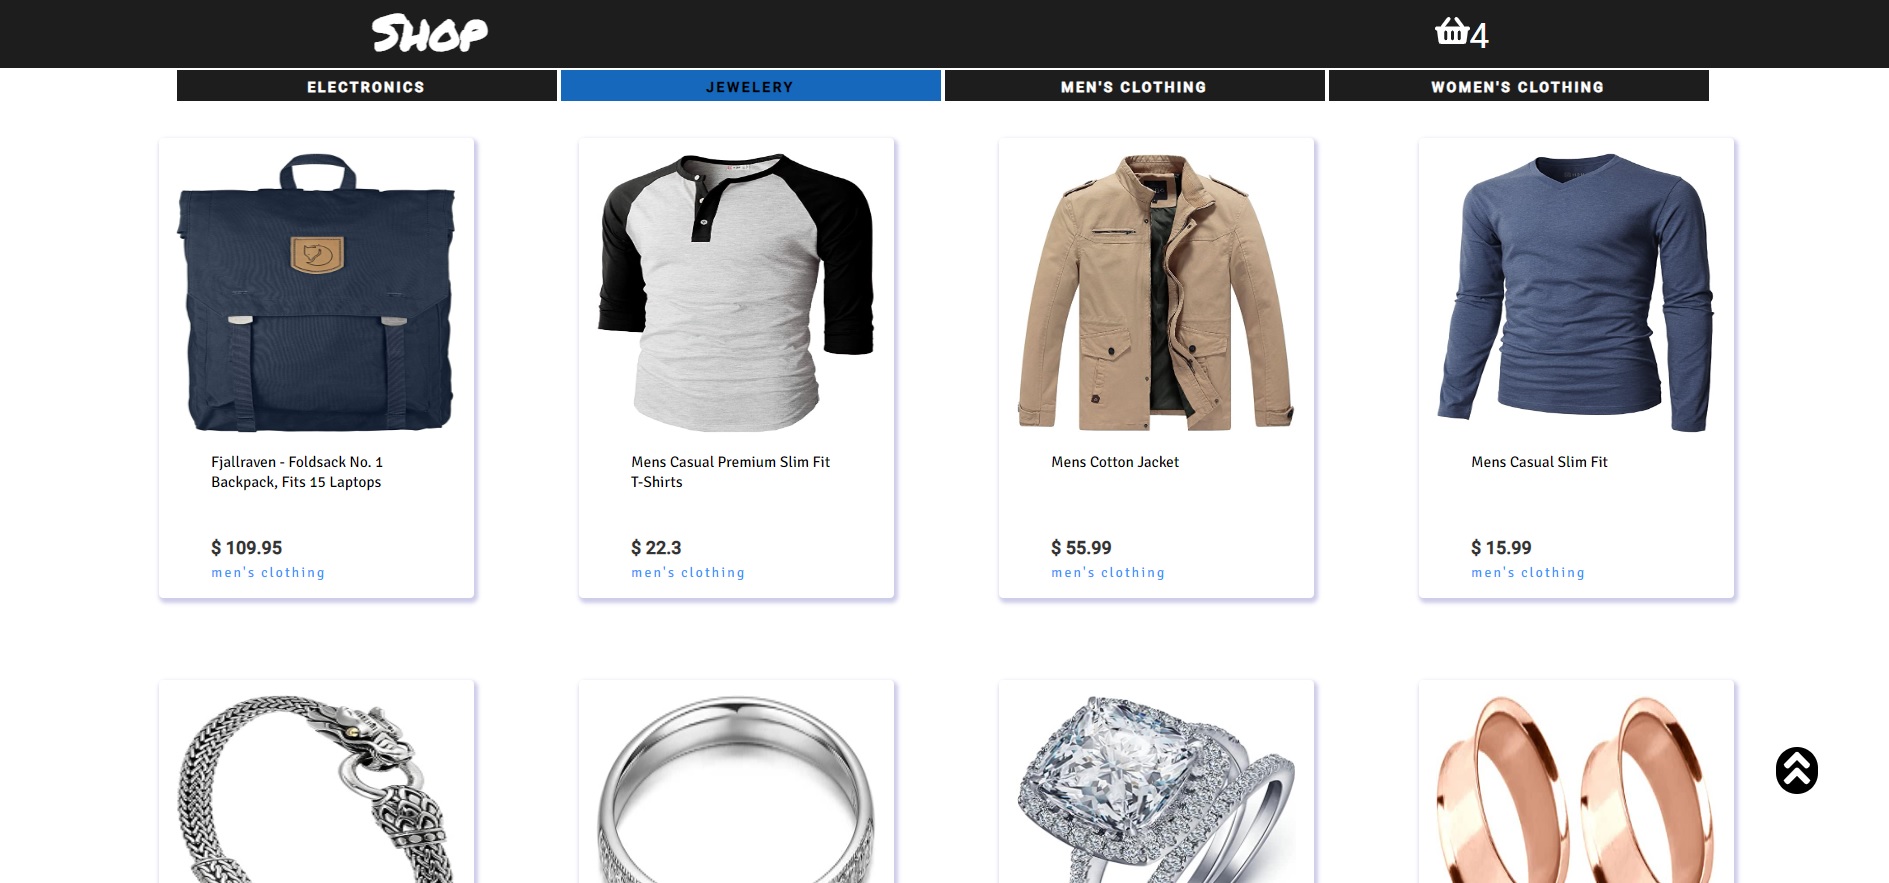 SHOP
4
ELECTRONICS
JEWELERY
MEN'S CLOTHING
WOMEN'S CLOTHING
Fjallraven - Foldsack No. 1
Backpack, Fits 15 Laptops
$ 109.95
men's clothing
Mens Casual Premium Slim Fit
T-Shirts
$ 22.3
men's clothing
Mens Cotton Jacket
$ 55.99
men's clothing
Mens Casual Slim Fit
$ 15.99
men's clothing